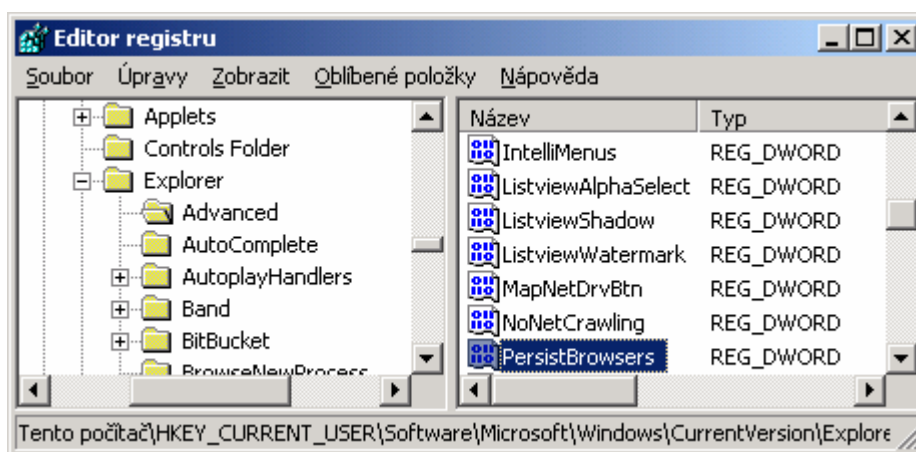 Editor registru
Soubor Úpravy Zobrazit Oblíbené položky Nápověda
Applets
Controls Folder
Explorer
Advanced
AutoComplete
AutoplayHandlers
Band
BitBucket
BrowseNewProcess
Název Typ
IntelliMenus REG_DWORD
ListviewAlphaSelect REG_DWORD
ListviewShadow REG_DWORD
ListviewWatermark REG_DWORD
MapNetDrvBtn REG_DWORD
NoNetCrawling REG_DWORD
PersistBrowsers REG_DWORD
Tento počítač\HKEY_CURRENT_USER\Software\Microsoft\Windows\CurrentVersion\Explore